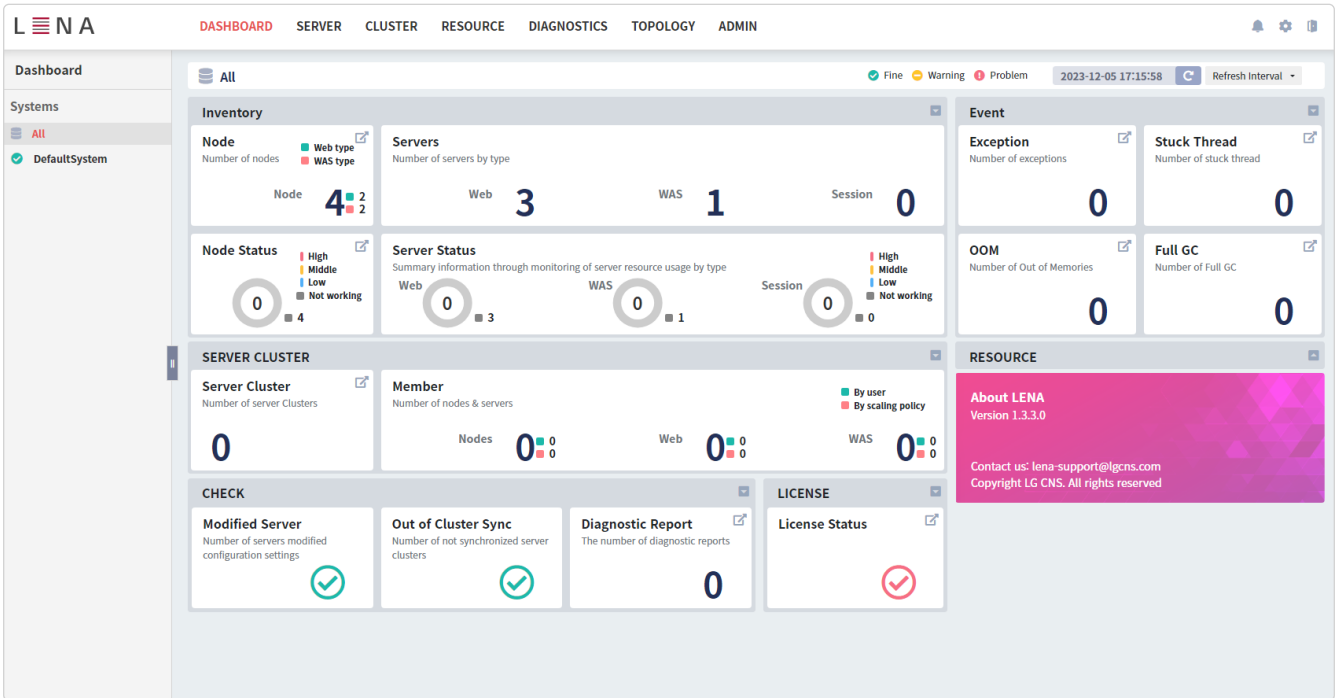 LENA
DASHBOARD SERVER CLUSTER RESOURCE DIAGNOSTICS TOPOLOGY ADMIN
Dashboard
Systems
All
DefaultSystem
All
Fine Warning Problem 2023-12-05 17:15:58 Refresh Interval
Inventory
Node
Number of nodes
Web type
WAS type
Node 4 2
2
Servers
Number of servers by type
Web 3 WAS 1 Session 0
Node Status
High
Middle
Low
Not working
0
4
Server Status
Summary information through monitoring of server resource usage by type
High
Middle
Low
Not working
Web 0 3
WAS 0 1
Session 0 0
Event
Exception
Number of exceptions
0
Stuck Thread
Number of stuck thread
0
OOM
Number of Out of Memories
0
Full GC
Number of Full GC
0
SERVER CLUSTER
Server Cluster
Number of server Clusters
0
Member
Number of nodes & servers
By user
By scaling policy
Nodes 0 0
0
Web 0 0
0
WAS 0 0
0
RESOURCE
About LENA
Version 1.3.3.0
Contact us: lena-support@lgcns.com
Copyright LG CNS. All rights reserved
CHECK
Modified Server
Number of servers modified
configuration settings
Out of Cluster Sync
Number of not synchronized server
clusters
Diagnostic Report
The number of diagnostic reports
0
LICENSE
License Status